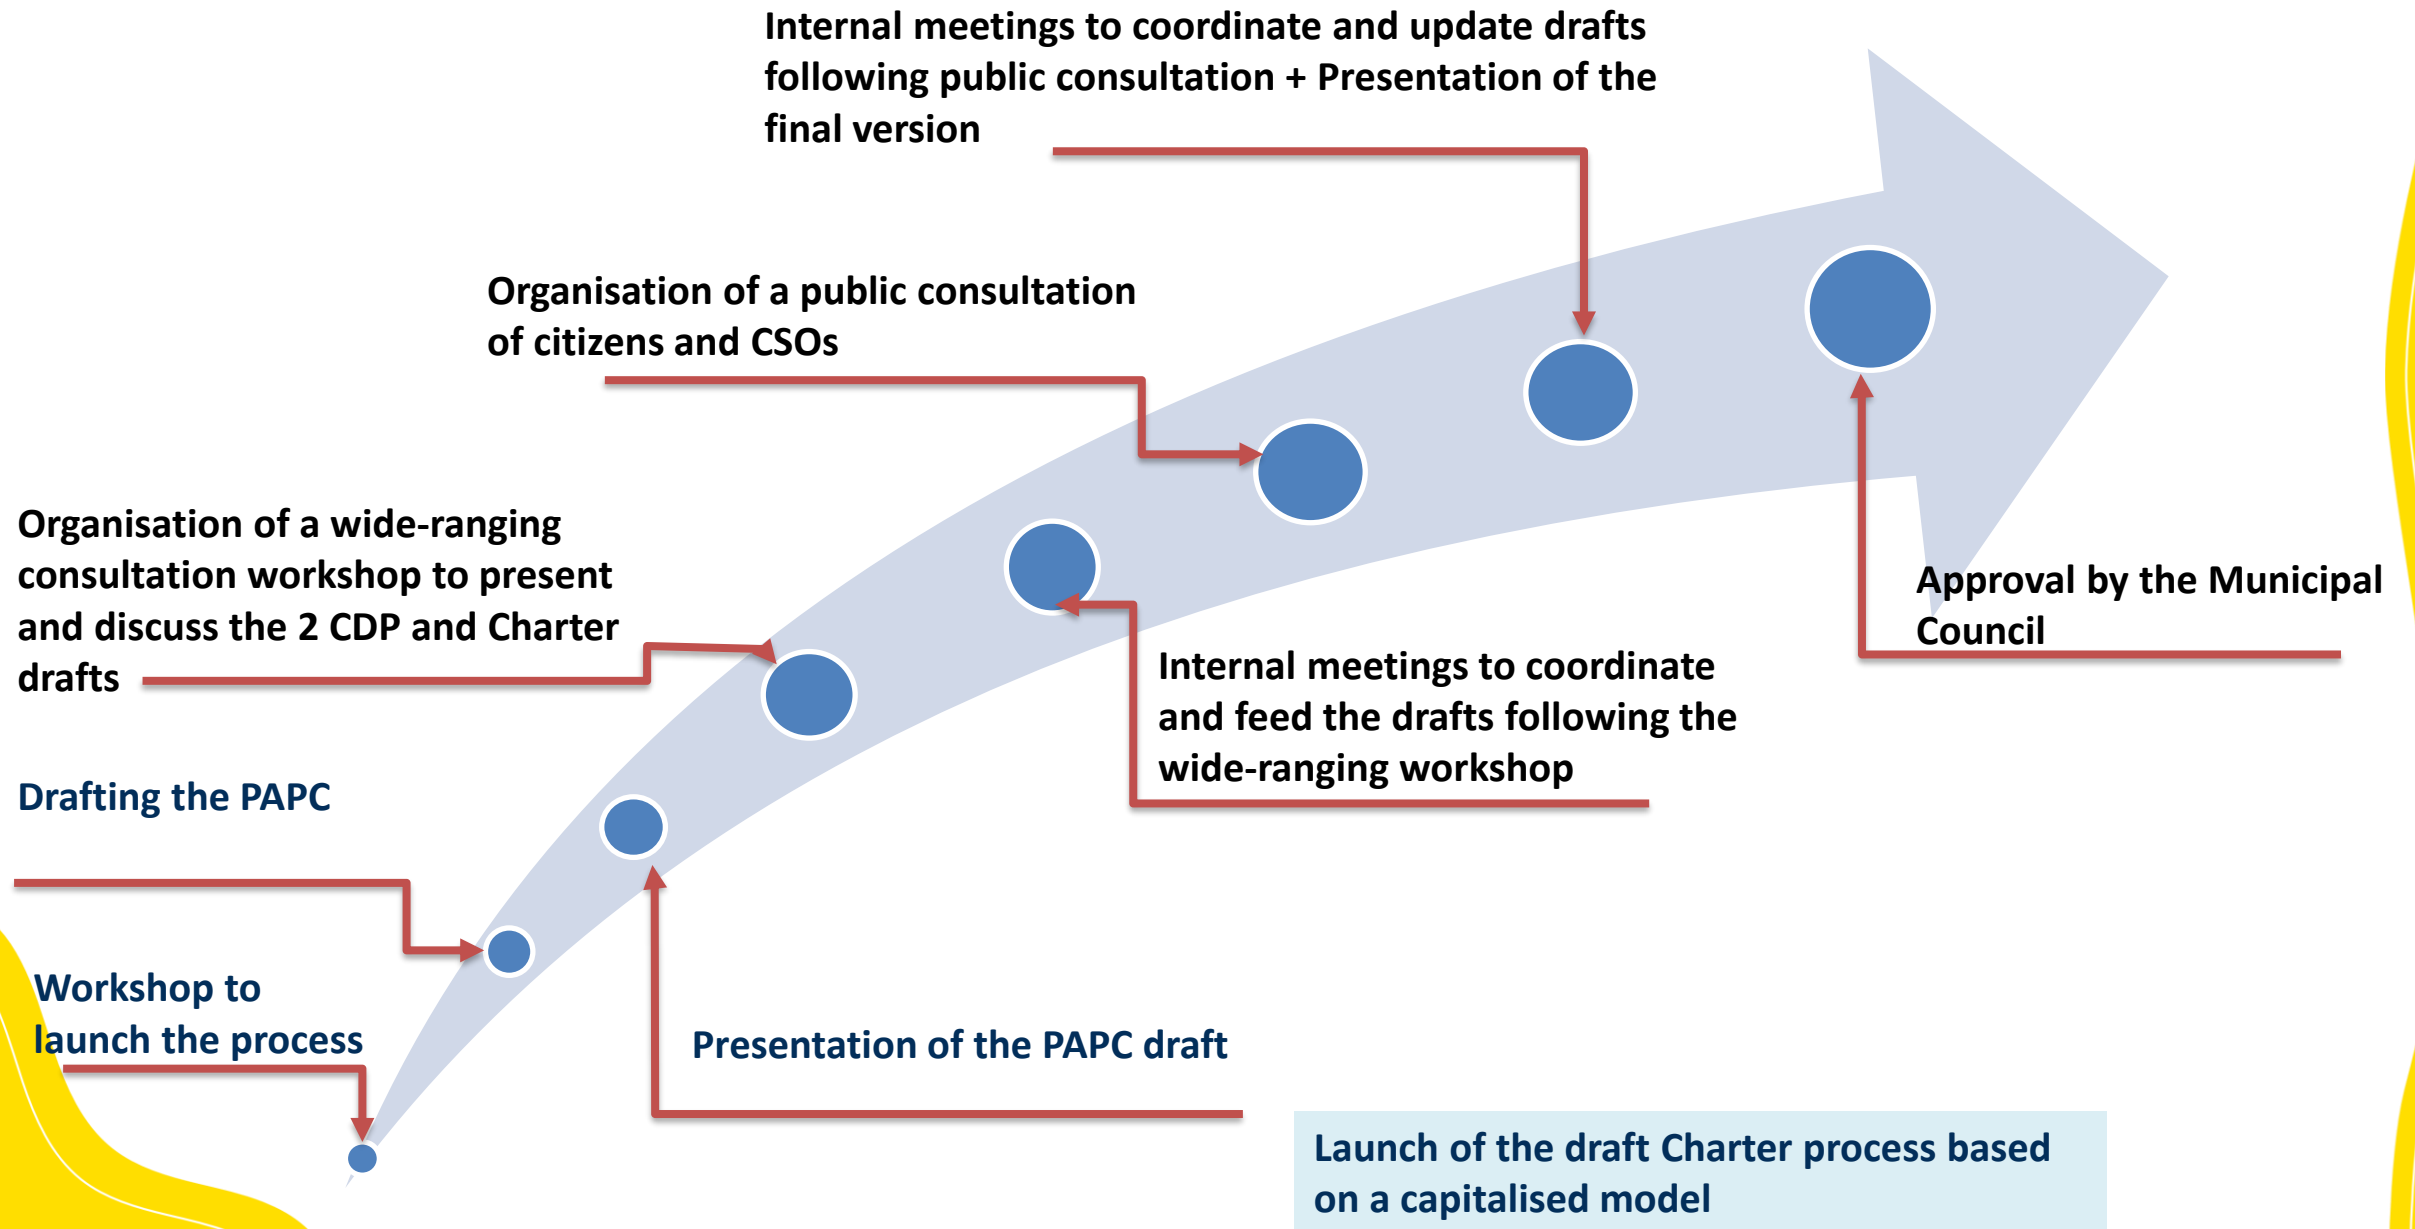 Internal meetings to coordinate and update drafts
following public consultation + Presentation of the
final version
Organisation of a public consultation
of citizens and CSOs
Organisation of a wide-ranging
consultation workshop to present
and discuss the 2 CDP and Charter
drafts
Approval by the Municipal
Council
Internal meetings to coordinate
and feed the drafts following the
wide-ranging workshop
Drafting the PAPC
Workshop to
launch the process
Presentation of the PAPC draft
Launch of the draft Charter process based
on a capitalised model